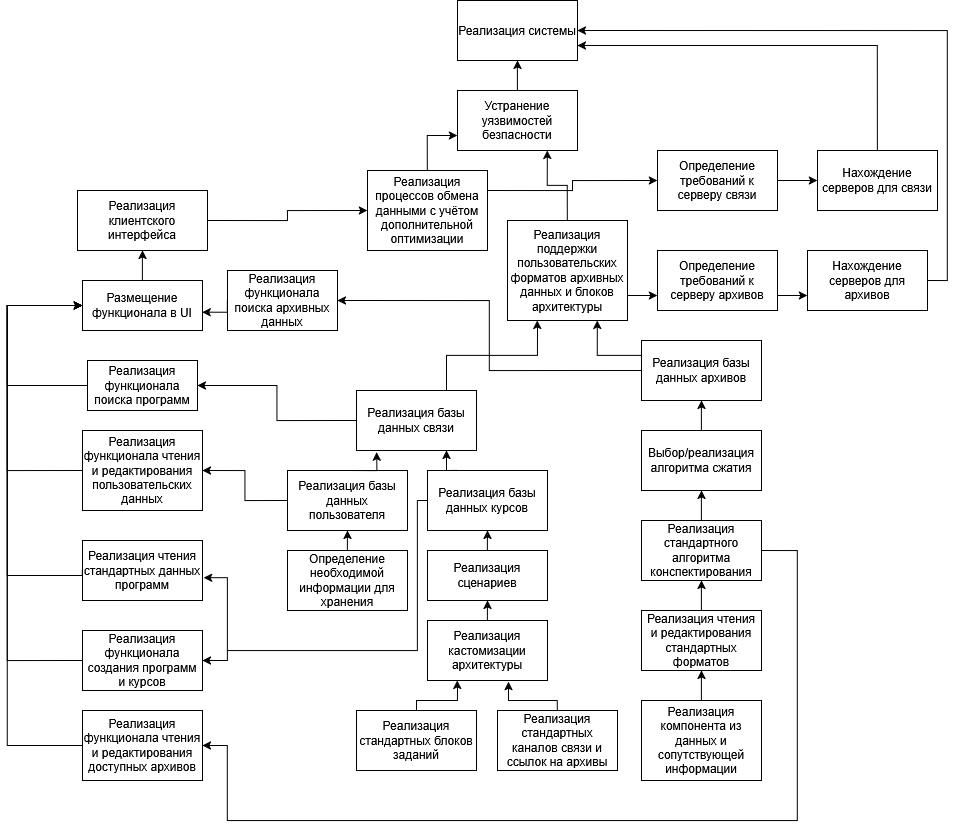 Реализация системы
Устранение
уязвимостей
безпасности
Реализация
процессов обмена
данными с учётом
дополнительной
оптимизации
Определение
требований к
серверу связи
Нахождение
серверов для связи
Реализация
клиентского
интерфейса
Реализация
поддержки
пользовательских
форматов архивных
данных и блоков
архитектуры
Определение
требований к
серверу архивов
Нахождение
серверов для
архивов
Размещение
функционала в UI
Реализация
функционала
поиска архивных
данных
Реализация базы
данных архивов
Реализация
функционала
поиска программ
Реализация базы
данных связи
Реализация
функционала чтения
и редактирования
пользовательских
данных
Выбор/реализация
алгоритма сжатия
Реализация базы
данных
пользователя
Реализация базы
данных курсов
Реализация
стандартного
алгоритма
конспектирования
Реализация чтения
стандартных данных
программ
Определение
необходимой
информации для
хранения
Реализация
сценариев
Реализация чтения
и редактирования
стандартных
форматов
Реализация
функционала
создания программ
и курсов
Реализация
кастомизации
архитектуры
Реализация
функционала чтения
и редактирования
доступных архивов
Реализация
стандартных блоков
заданий
Реализация
стандартных
каналов связи и
ссылок на архивы
Реализация
компонента из
данных и
сопутствующей
информации